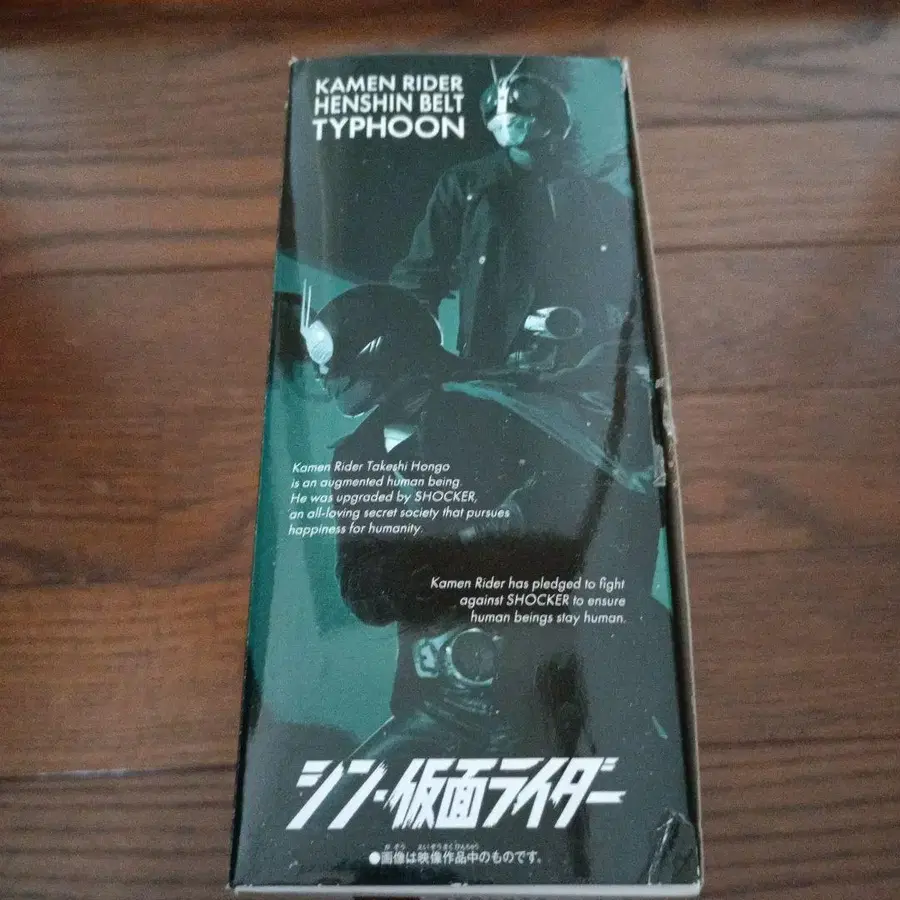 KAMEN RIDER
HENSHIN BELT
TYPHOON
Kamen Rider Takeshi Hongo
is an augmented human being.
He was upgraded by SHOCKER,
an all-loving secret society that pursues
happiness for humanity.
Kamen Rider has pledged to fight
against SHOCKER to ensure
human beings stay human.
シン・仮面ライダー
●画像は映像作品中のものです。